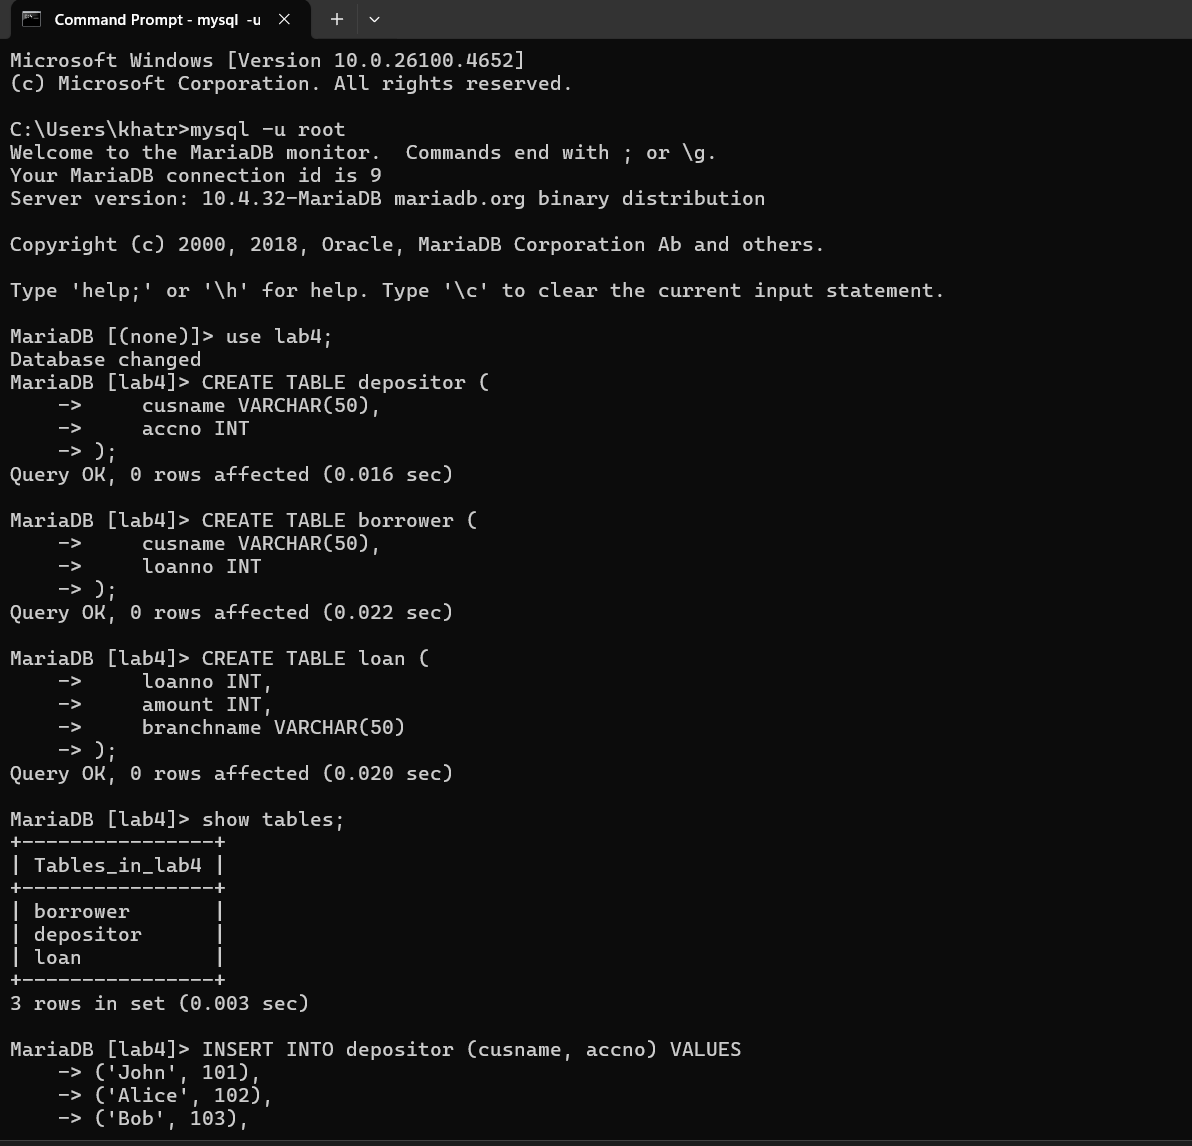 Command Prompt - mysql  -u
Microsoft Windows [Version 10.0.26100.4652]
(c) Microsoft Corporation. All rights reserved.
C:\Users\khatr>mysql -u root
Welcome to the MariaDB monitor.  Commands end with ; or \g.
Your MariaDB connection id is 9
Server version: 10.4.32-MariaDB mariadb.org binary distribution
Copyright (c) 2000, 2018, Oracle, MariaDB Corporation Ab and others.
Type 'help;' or '\h' for help. Type '\c' to clear the current input statement.
MariaDB [(none)]> use lab4;
Database changed
MariaDB [lab4]> CREATE TABLE depositor (
    ->     cusname VARCHAR(50),
    ->     accno INT
    -> );
Query OK, 0 rows affected (0.016 sec)
MariaDB [lab4]> CREATE TABLE borrower (
    ->     cusname VARCHAR(50),
    ->     loanno INT
    -> );
Query OK, 0 rows affected (0.022 sec)
MariaDB [lab4]> CREATE TABLE loan (
    ->     loanno INT,
    ->     amount INT,
    ->     branchname VARCHAR(50)
    -> );
Query OK, 0 rows affected (0.020 sec)
MariaDB [lab4]> show tables;
+----------------+
| Tables_in_lab4 |
+----------------+
| borrower       |
| depositor      |
| loan           |
+----------------+
3 rows in set (0.003 sec)
MariaDB [lab4]> INSERT INTO depositor (cusname, accno) VALUES
    -> ('John', 101),
    -> ('Alice', 102),
    -> ('Bob', 103),